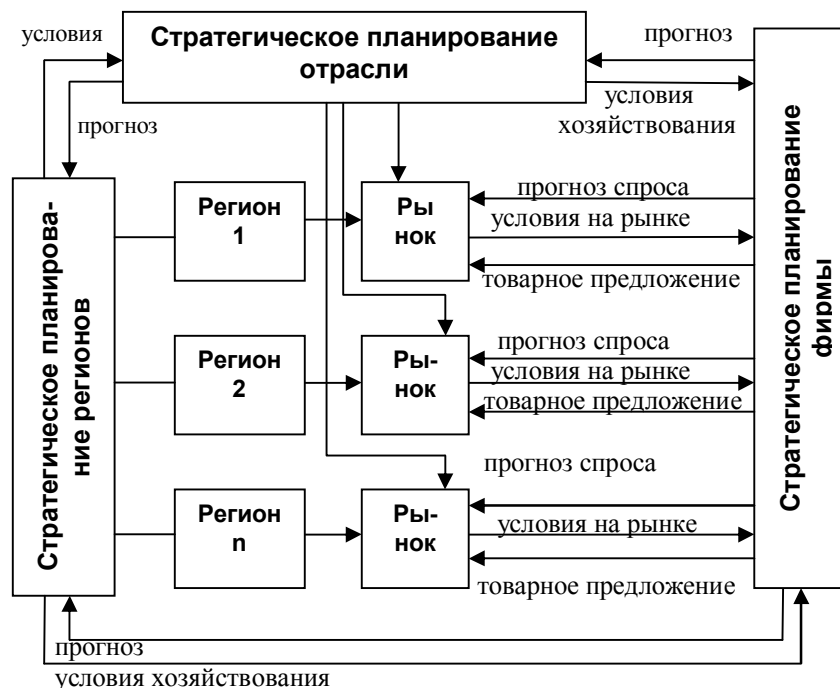 условия
Стратегическое планирование
отрасли
прогноз
условия
хозяйствования
прогноз
Стратегическое планирова-
ние регионов
Регион
1
Ры
нок
прогноз спроса
условия на рынке
товарное предложение
Стратегическое планирование
фирмы
Регион
2
Ры-
нок
прогноз спроса
условия на рынке
товарное предложение
Регион
n
Ры-
нок
прогноз спроса
условия на рынке
товарное предложение
прогноз
условия хозяйствования